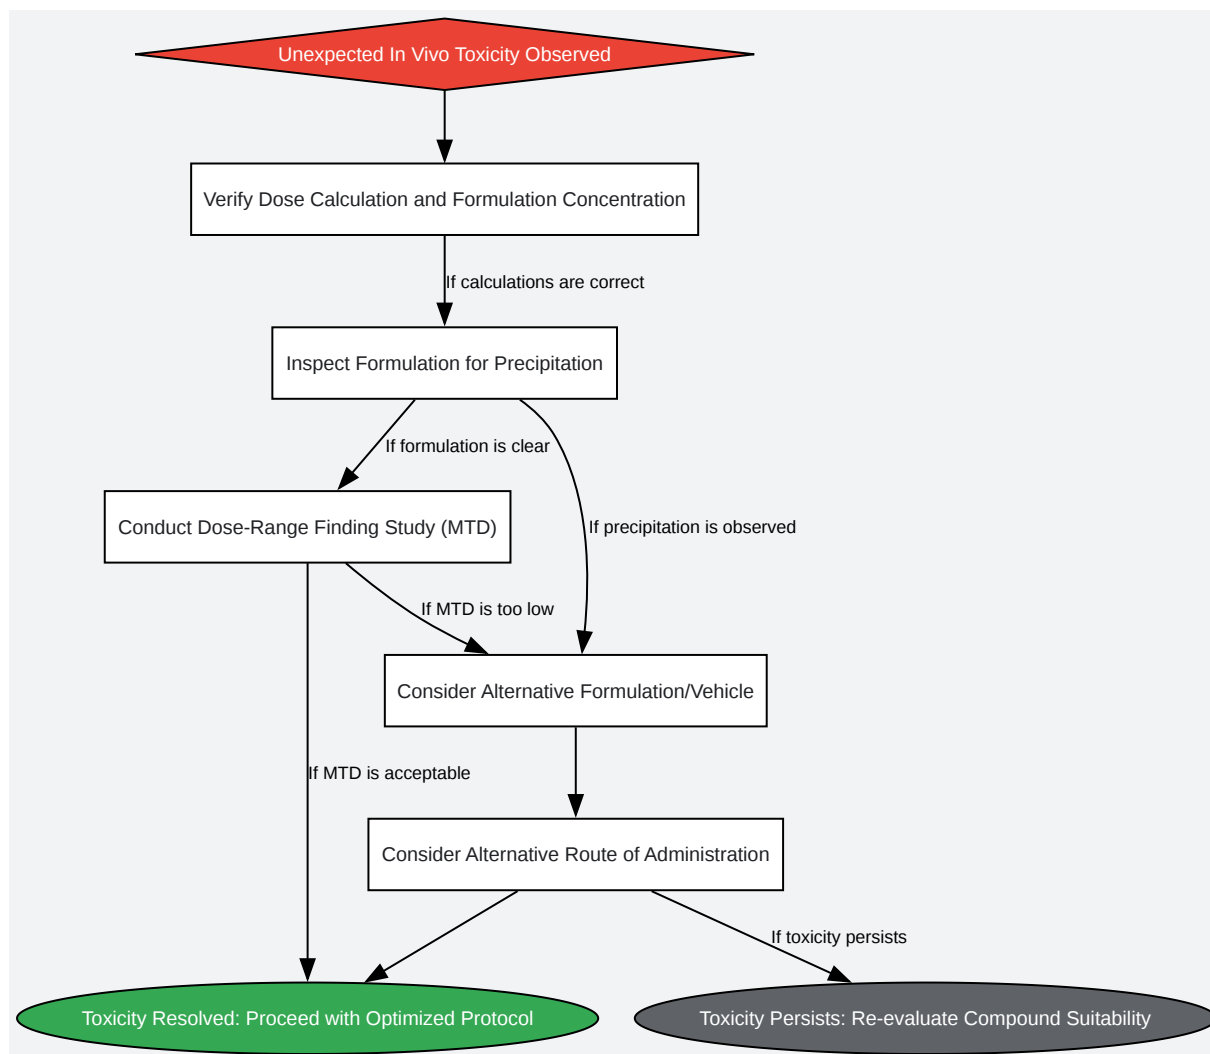 Unexpected In Vivo Toxicity Observed
Verify Dose Calculation and Formulation Concentration
If calculations are correct
Inspect Formulation for Precipitation
If formulation is clear
Conduct Dose-Range Finding Study (MTD)
If precipitation is observed
If MTD is too low
Consider Alternative Formulation/Vehicle
If MTD is acceptable
Consider Alternative Route of Administration
If toxicity persists
Toxicity Resolved: Proceed with Optimized Protocol
Toxicity Persists: Re-evaluate Compound Suitability